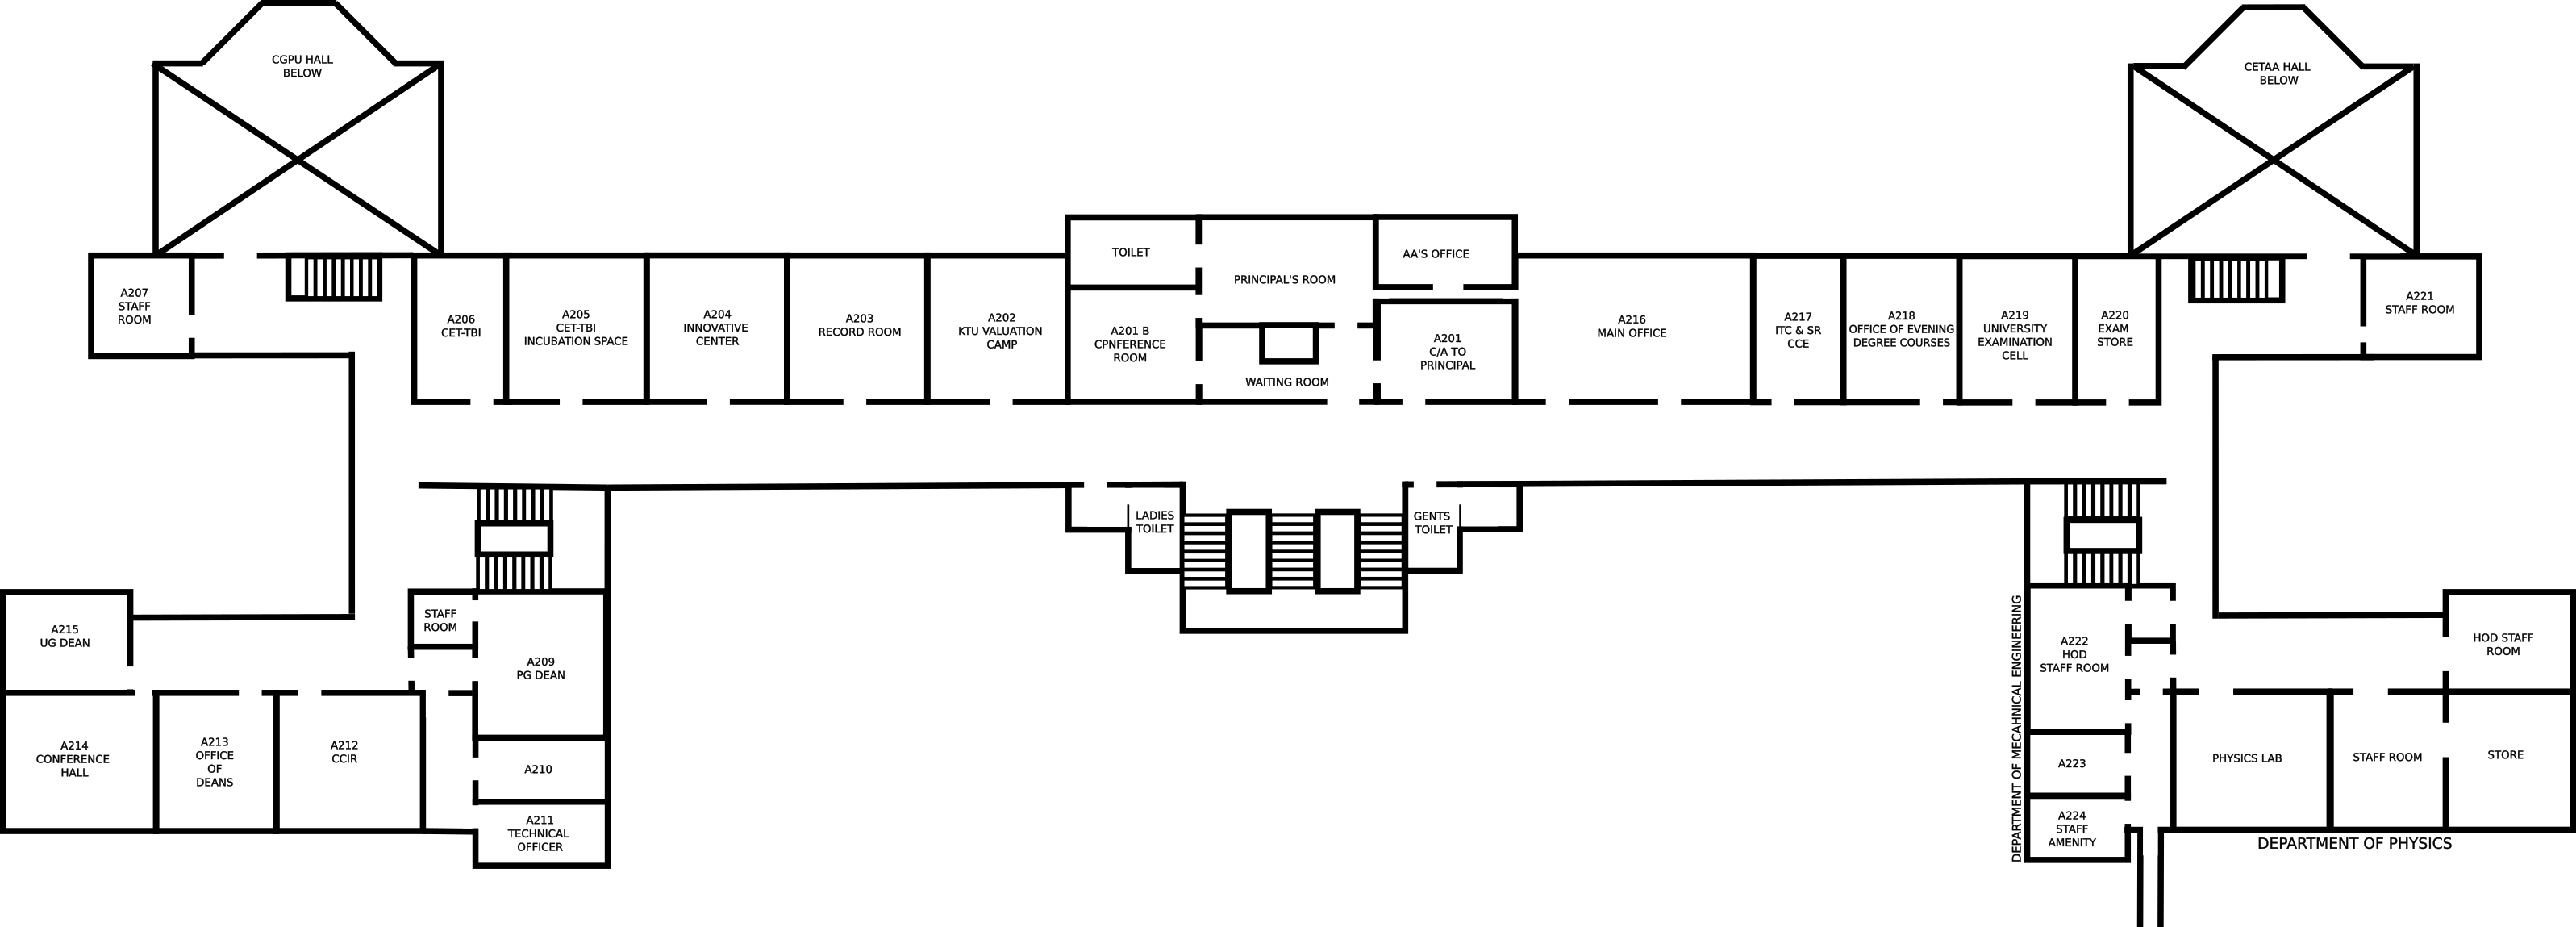 CGPU HALL
BELOW
CETAA HALL
BELOW
TOILET
PRINCIPAL'S ROOM
AA'S OFFICE
A207
STAFF
ROOM
A206
CET-TBI
A205
CET-TBI
INCUBATION SPACE
A204
INNOVATIVE
CENTER
A203
RECORD ROOM
A202
KTU VALUATION
CAMP
A201 B
CPNFERENCE
ROOM
WAITING ROOM
A201
C/A TO
PRINCIPAL
A216
MAIN OFFICE
A217
ITC & SR
CCE
A218
OFFICE OF EVENING
DEGREE COURSES
A219
UNIVERSITY
EXAMINATION
CELL
A220
EXAM
STORE
A221
STAFF ROOM
LADIES
TOILET
GENTS
TOILET
A215
UG DEAN
STAFF
ROOM
A209
PG DEAN
A214
CONFERENCE
HALL
A213
OFFICE
OF
DEANS
A212
CCIR
A210
A211
TECHNICAL
OFFICER
DEPARTMENT OF MECAHNICAL ENGINEERING
A222
HOD
STAFF ROOM
A223
A224
STAFF
AMENITY
HOD STAFF
ROOM
PHYSICS LAB
STAFF ROOM
STORE
DEPARTMENT OF PHYSICS